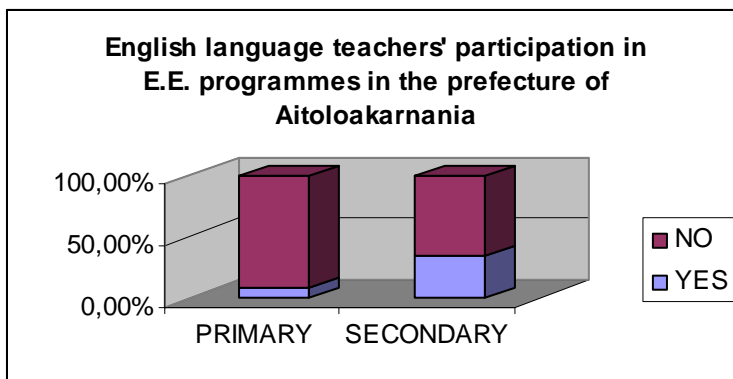 English language teachers' participation in
E.E. programmes in the prefecture of
Aitoloakarnania
100,00%
50,00%
0,00%
PRIMARY SECONDARY
NO
YES